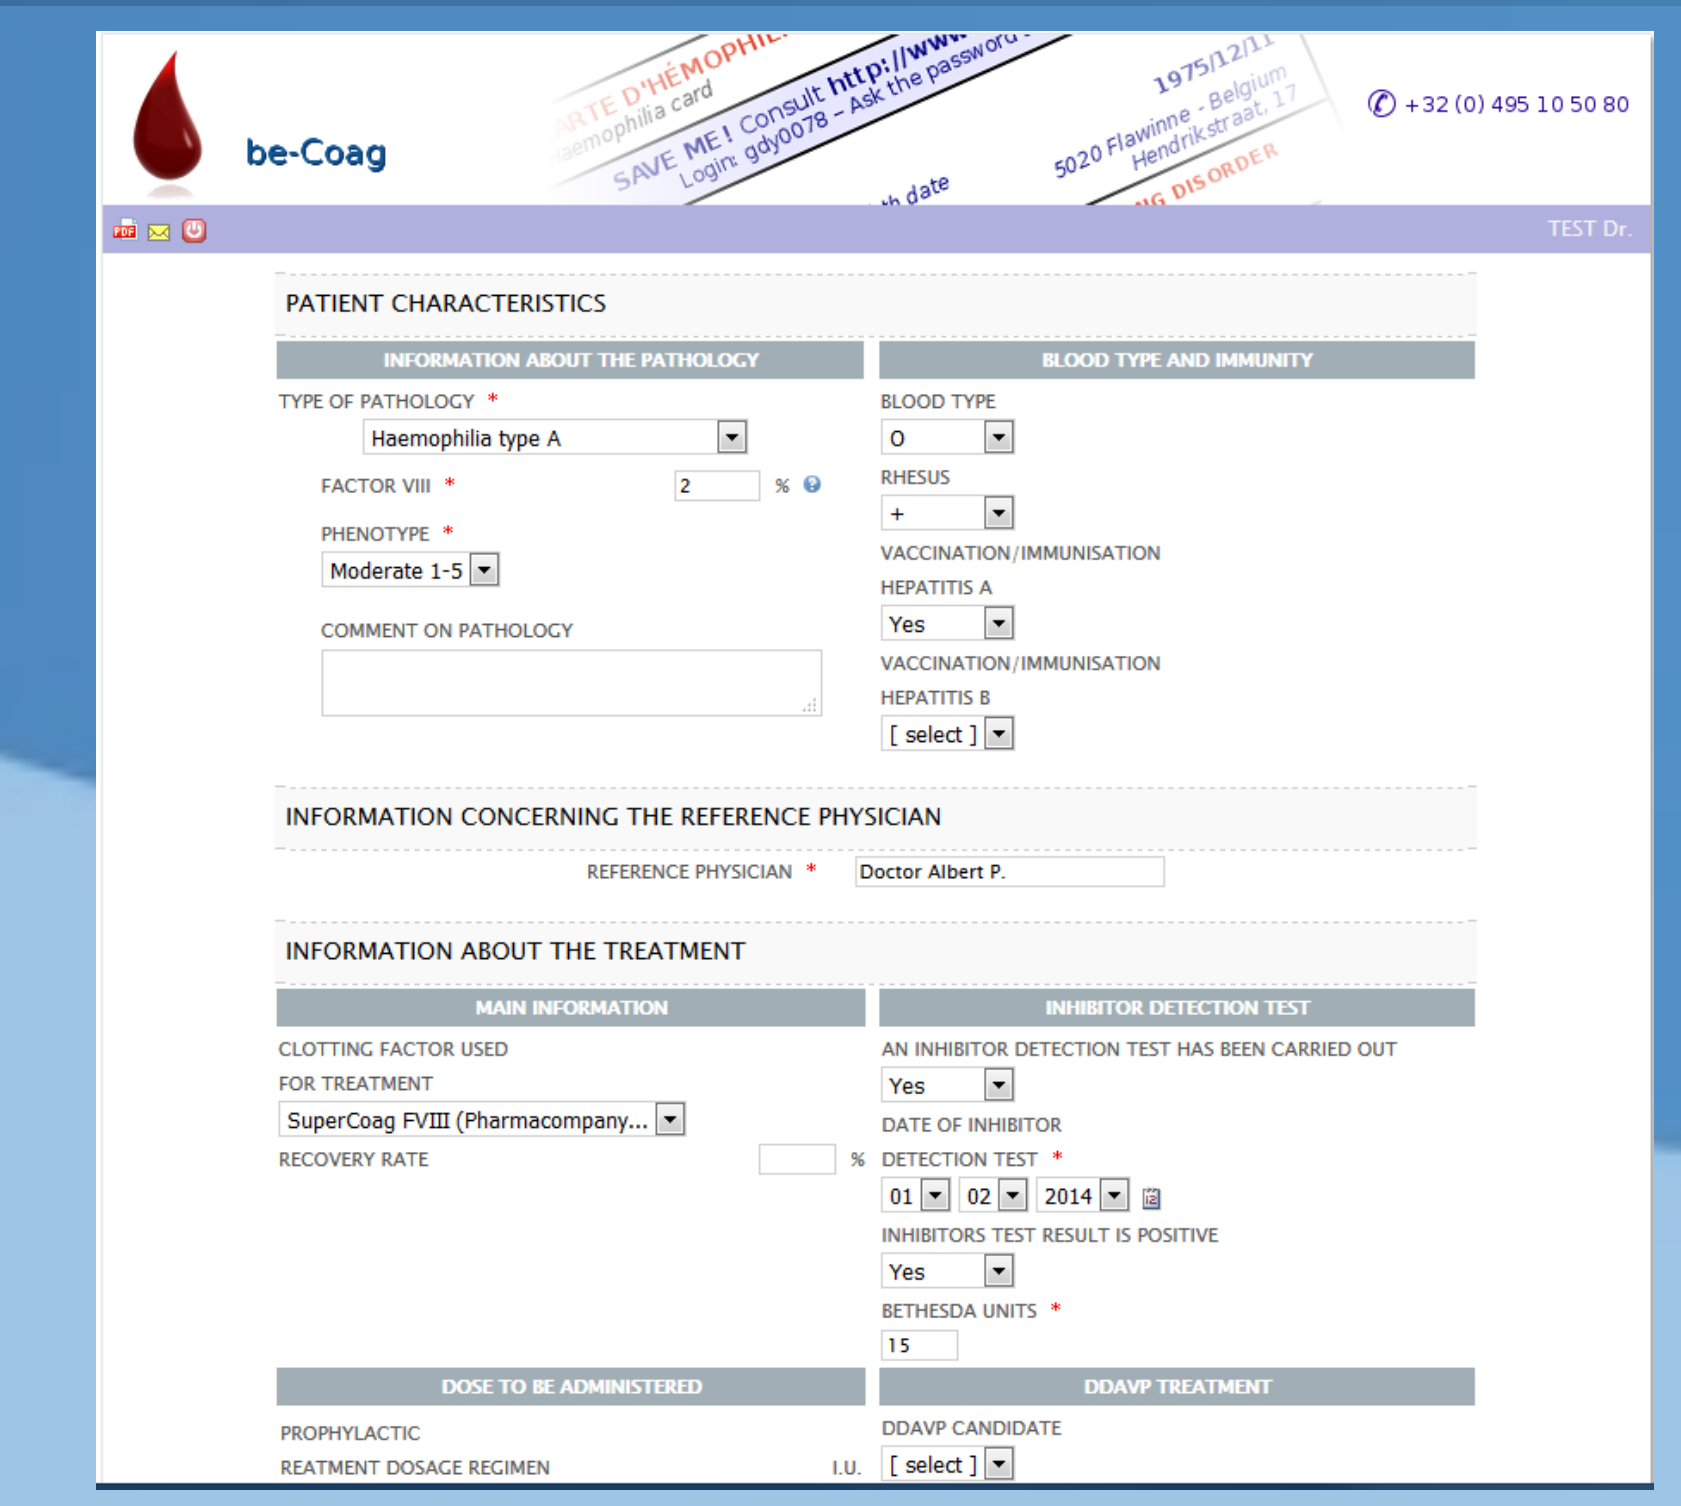 be-Coag
CARTE D'HÉMOPHIL
Haemophilia card
SAVE ME! Consult http://www
Login: gdy0078 - Ask the password
date
1975/12/11
5020 Flawinne - Belgium
Hendrikstraat, 17
DISORDER
+32 (0) 495 10 50 80
PDF
TEST Dr.
PATIENT CHARACTERISTICS
INFORMATION ABOUT THE PATHOLOGY
TYPE OF PATHOLOGY *
Haemophilia type A
FACTOR VIII * 2 % ?
PHENOTYPE *
Moderate 1-5
COMMENT ON PATHOLOGY
BLOOD TYPE AND IMMUNITY
BLOOD TYPE
O
RHESUS
+
VACCINATION/IMMUNISATION
HEPATITIS A
Yes
VACCINATION/IMMUNISATION
HEPATITIS B
[ select ]
INFORMATION CONCERNING THE REFERENCE PHYSICIAN
REFERENCE PHYSICIAN * Doctor Albert P.
INFORMATION ABOUT THE TREATMENT
MAIN INFORMATION
CLOTTING FACTOR USED
FOR TREATMENT
SuperCoag FVIII (Pharmacompany...
RECOVERY RATE %
INHIBITOR DETECTION TEST
AN INHIBITOR DETECTION TEST HAS BEEN CARRIED OUT
Yes
DATE OF INHIBITOR
DETECTION TEST *
01 02 2014 12
INHIBITORS TEST RESULT IS POSITIVE
Yes
BETHESDA UNITS *
15
DOSE TO BE ADMINISTERED
PROPHYLACTIC
REATMENT DOSAGE REGIMEN I.U.
DDAVP TREATMENT
DDAVP CANDIDATE
[ select ]